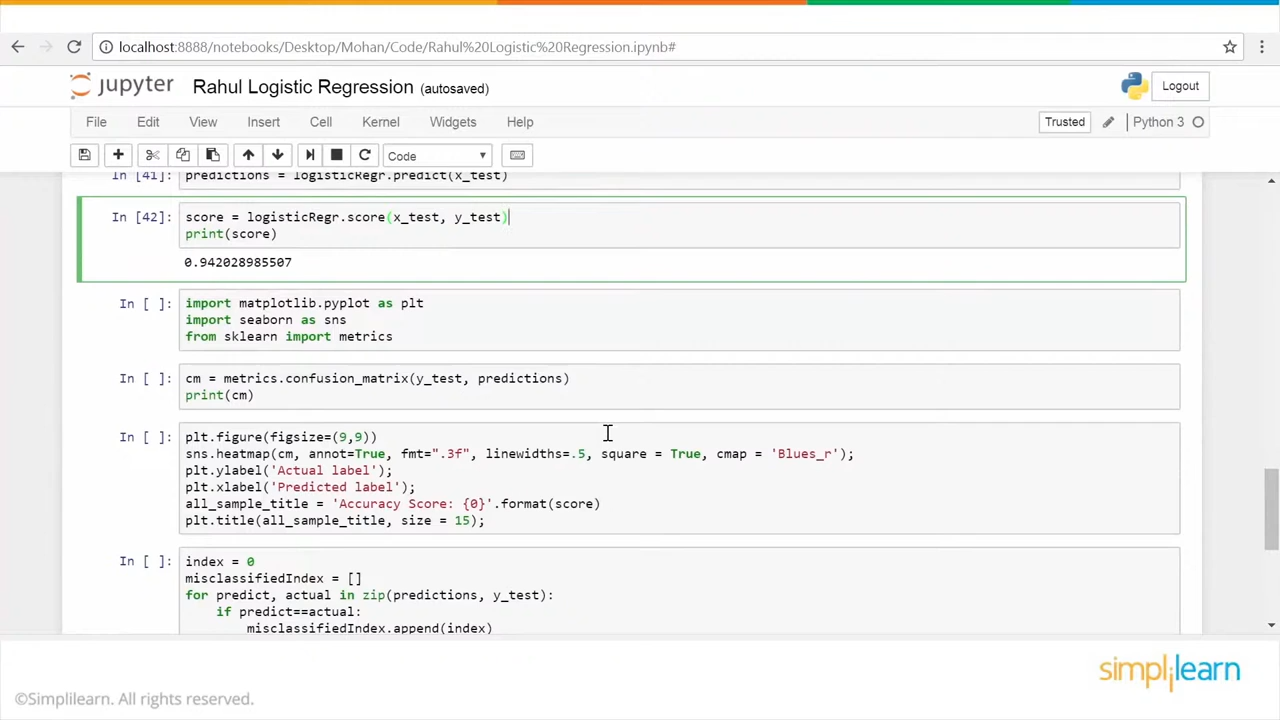 localhost:8888/notebooks/Desktop/Mohan/Code/Rahul%20Logistic%20Regression.ipynb#
jupyter Rahul Logistic Regression (autosaved) Logout
File Edit View Insert Cell Kernel Widgets Help Trusted Python 3
Code
In [41]: predictions = logisticRegr.predict(x_test)
In [42]: score = logisticRegr.score(x_test, y_test)
print(score)
0.942028985507
In [ ]: import matplotlib.pyplot as plt
import seaborn as sns
from sklearn import metrics
In [ ]: cm = metrics.confusion_matrix(y_test, predictions)
print(cm)
In [ ]: plt.figure(figsize=(9,9))
sns.heatmap(cm, annot=True, fmt=".3f", linewidths=.5, square = True, cmap = 'Blues_r');
plt.ylabel('Actual label');
plt.xlabel('Predicted label');
all_sample_title = 'Accuracy Score: {0}'.format(score)
plt.title(all_sample_title, size = 15);
In [ ]: index = 0
misclassifiedIndex = []
for predict, actual in zip(predictions, y_test):
if predict==actual:
misclassifiedIndex.append(index)
simplilearn
©Simplilearn. All rights reserved.